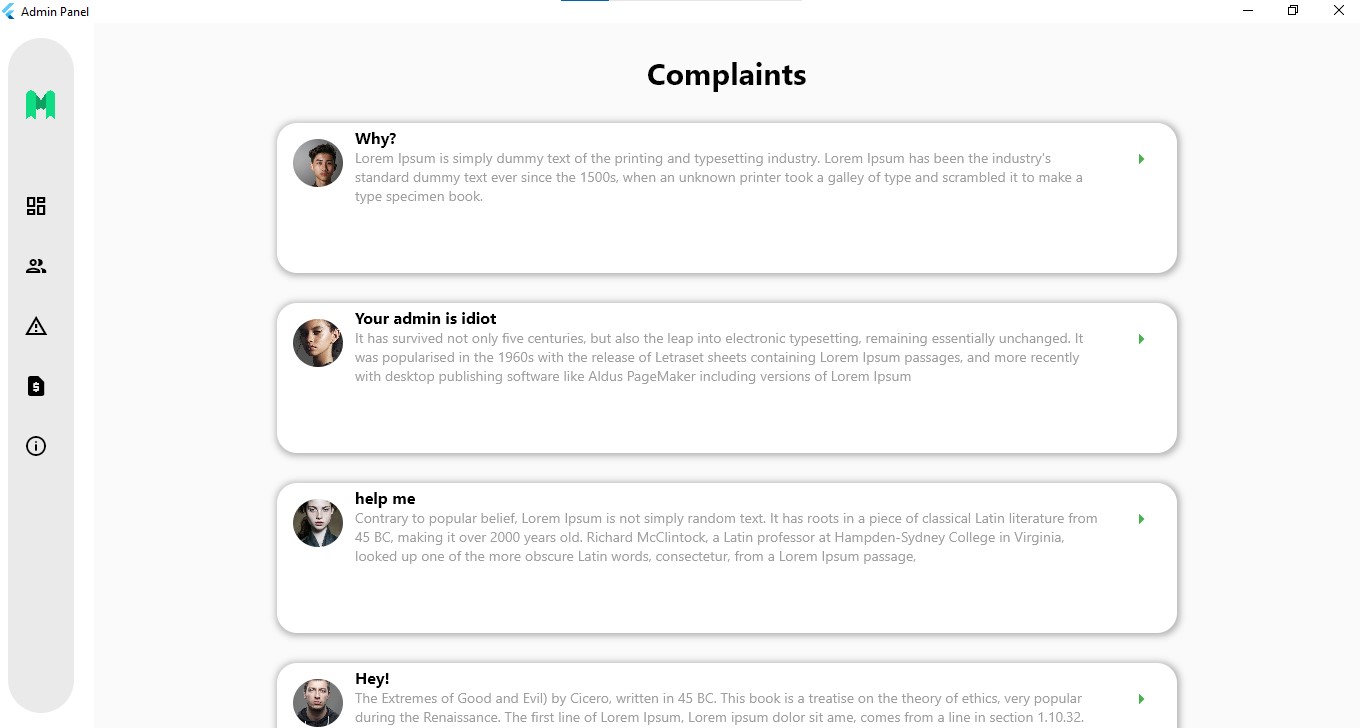 Admin Panel
Complaints
Why?
Lorem Ipsum is simply dummy text of the printing and typesetting industry. Lorem Ipsum has been the industry's
standard dummy text ever since the 1500s, when an unknown printer took a galley of type and scrambled it to make a
type specimen book.
Your admin is idiot
It has survived not only five centuries, but also the leap into electronic typesetting, remaining essentially unchanged. It
was popularised in the 1960s with the release of Letraset sheets containing Lorem Ipsum passages, and more recently
with desktop publishing software like Aldus PageMaker including versions of Lorem Ipsum
help me
Contrary to popular belief, Lorem Ipsum is not simply random text. It has roots in a piece of classical Latin literature from
45 BC, making it over 2000 years old. Richard McClintock, a Latin professor at Hampden-Sydney College in Virginia,
looked up one of the more obscure Latin words, consectetur, from a Lorem Ipsum passage,
Hey!
The Extremes of Good and Evil) by Cicero, written in 45 BC. This book is a treatise on the theory of ethics, very popular
during the Renaissance. The first line of Lorem Ipsum, Lorem ipsum dolor sit ame, comes from a line in section 1.10.32.